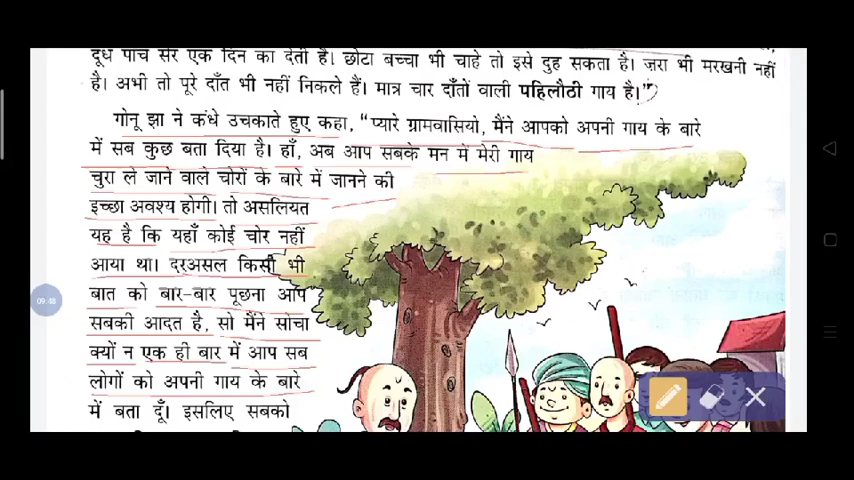 दूध पाँच सेर एक दिन का देती है। छोटा बच्चा भी चाहे तो इसे दुह सकता है। ज़रा भी मरखनी नहीं
है। अभी तो पूरे दाँत भी नहीं निकले हैं। मात्र चार दाँतों वाली पहिलौठी गाय है।"
गोनू झा ने कंधे उचकाते हुए कहा, "प्यारे ग्रामवासियो, मैंने आपको अपनी गाय के बारे
में सब कुछ बता दिया है। हाँ, अब आप सबके मन में मेरी गाय
चुरा ले जाने वाले चोरों के बारे में जानने की
इच्छा अवश्य होगी। तो असलियत
यह है कि यहाँ कोई चोर नहीं
आया था। दरअसल किसी भी
बात को बार-बार पूछना आप
सबकी आदत है, सो मैंने सोचा
क्यों न एक ही बार में आप सब
लोगों को अपनी गाय के बारे
में बता दूँ। इसलिए सबको
09:48